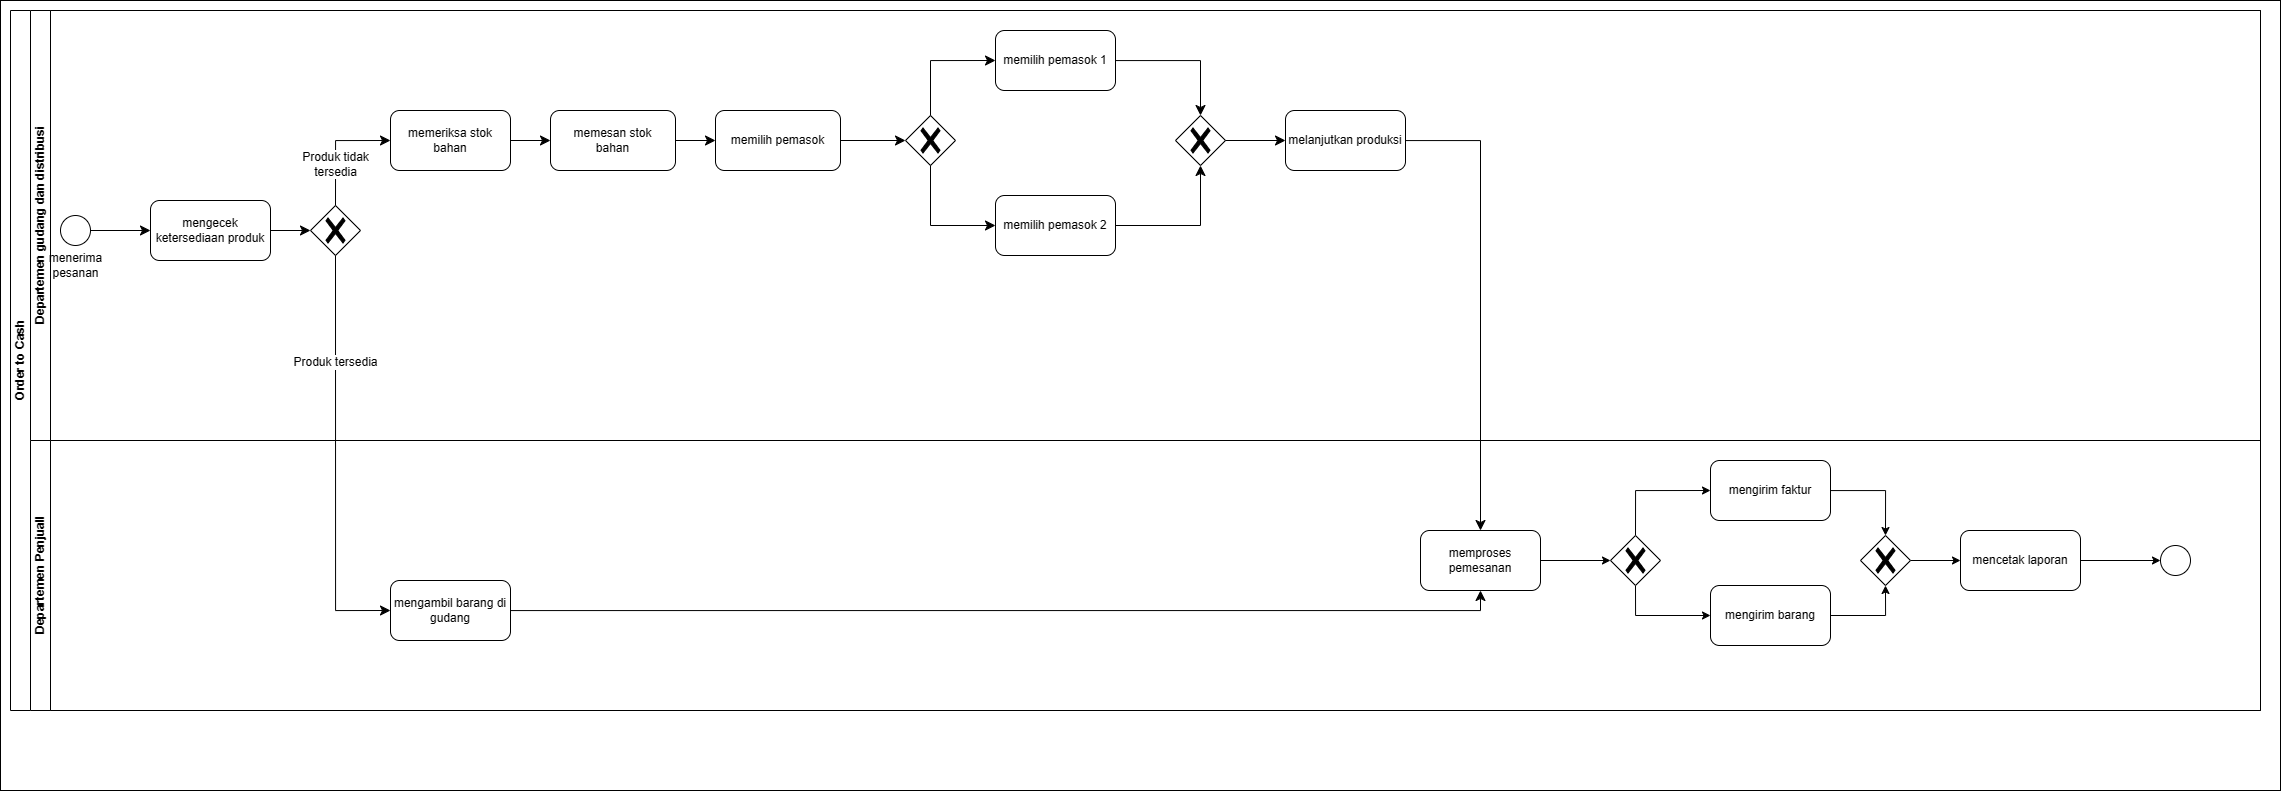 Order to Cash
Departemen gudang dan distribusi
menerima
pesanan
mengecek
ketersediaan produk
Produk tidak
tersedia
Produk tersedia
memeriksa stok
bahan
memesan stok
bahan
memilih pemasok
memilih pemasok 1
memilih pemasok 2
melanjutkan produksi
Departemen Penjuall
mengambil barang di
gudang
memproses
pemesanan
mengirim faktur
mengirim barang
mencetak laporan